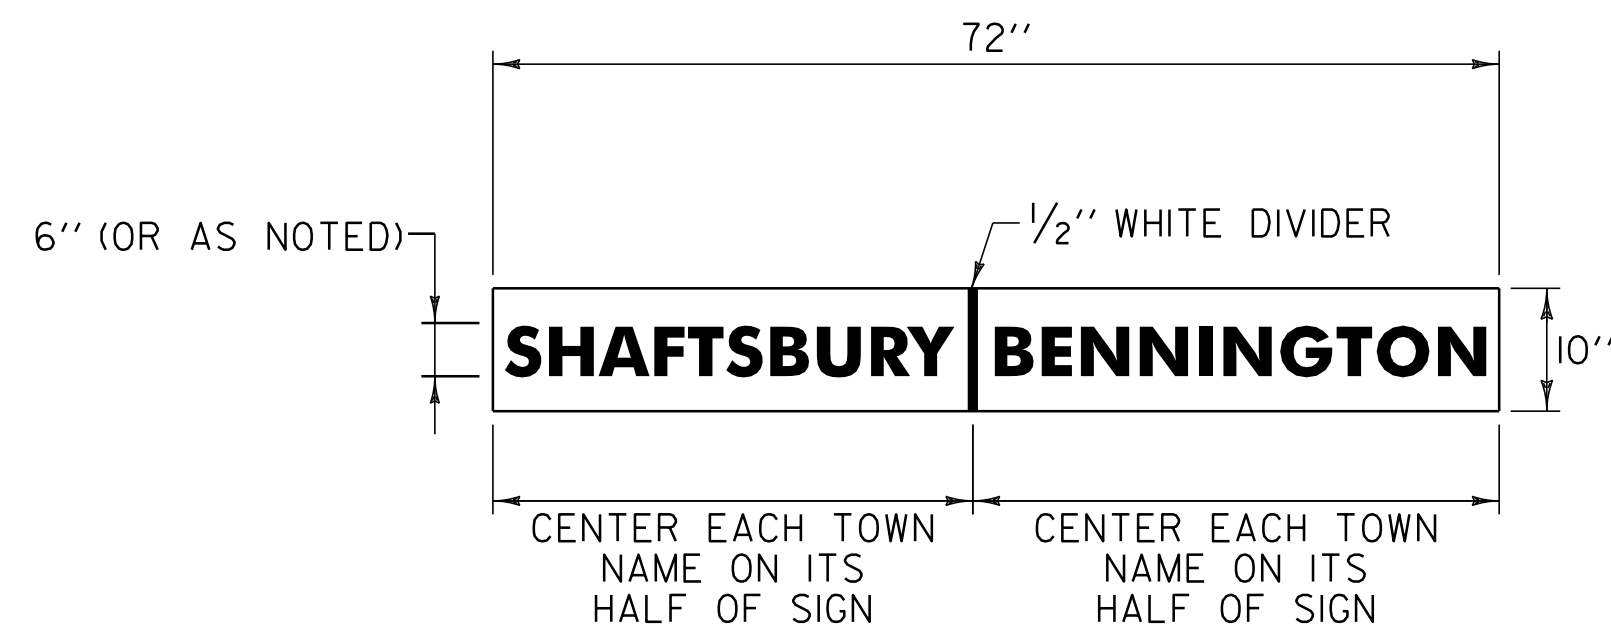 72''
6'' (OR AS NOTED)
1/2'' WHITE DIVIDER
SHAFTSBURY BENNINGTON
10''
CENTER EACH TOWN
NAME ON ITS
HALF OF SIGN
CENTER EACH TOWN
NAME ON ITS
HALF OF SIGN